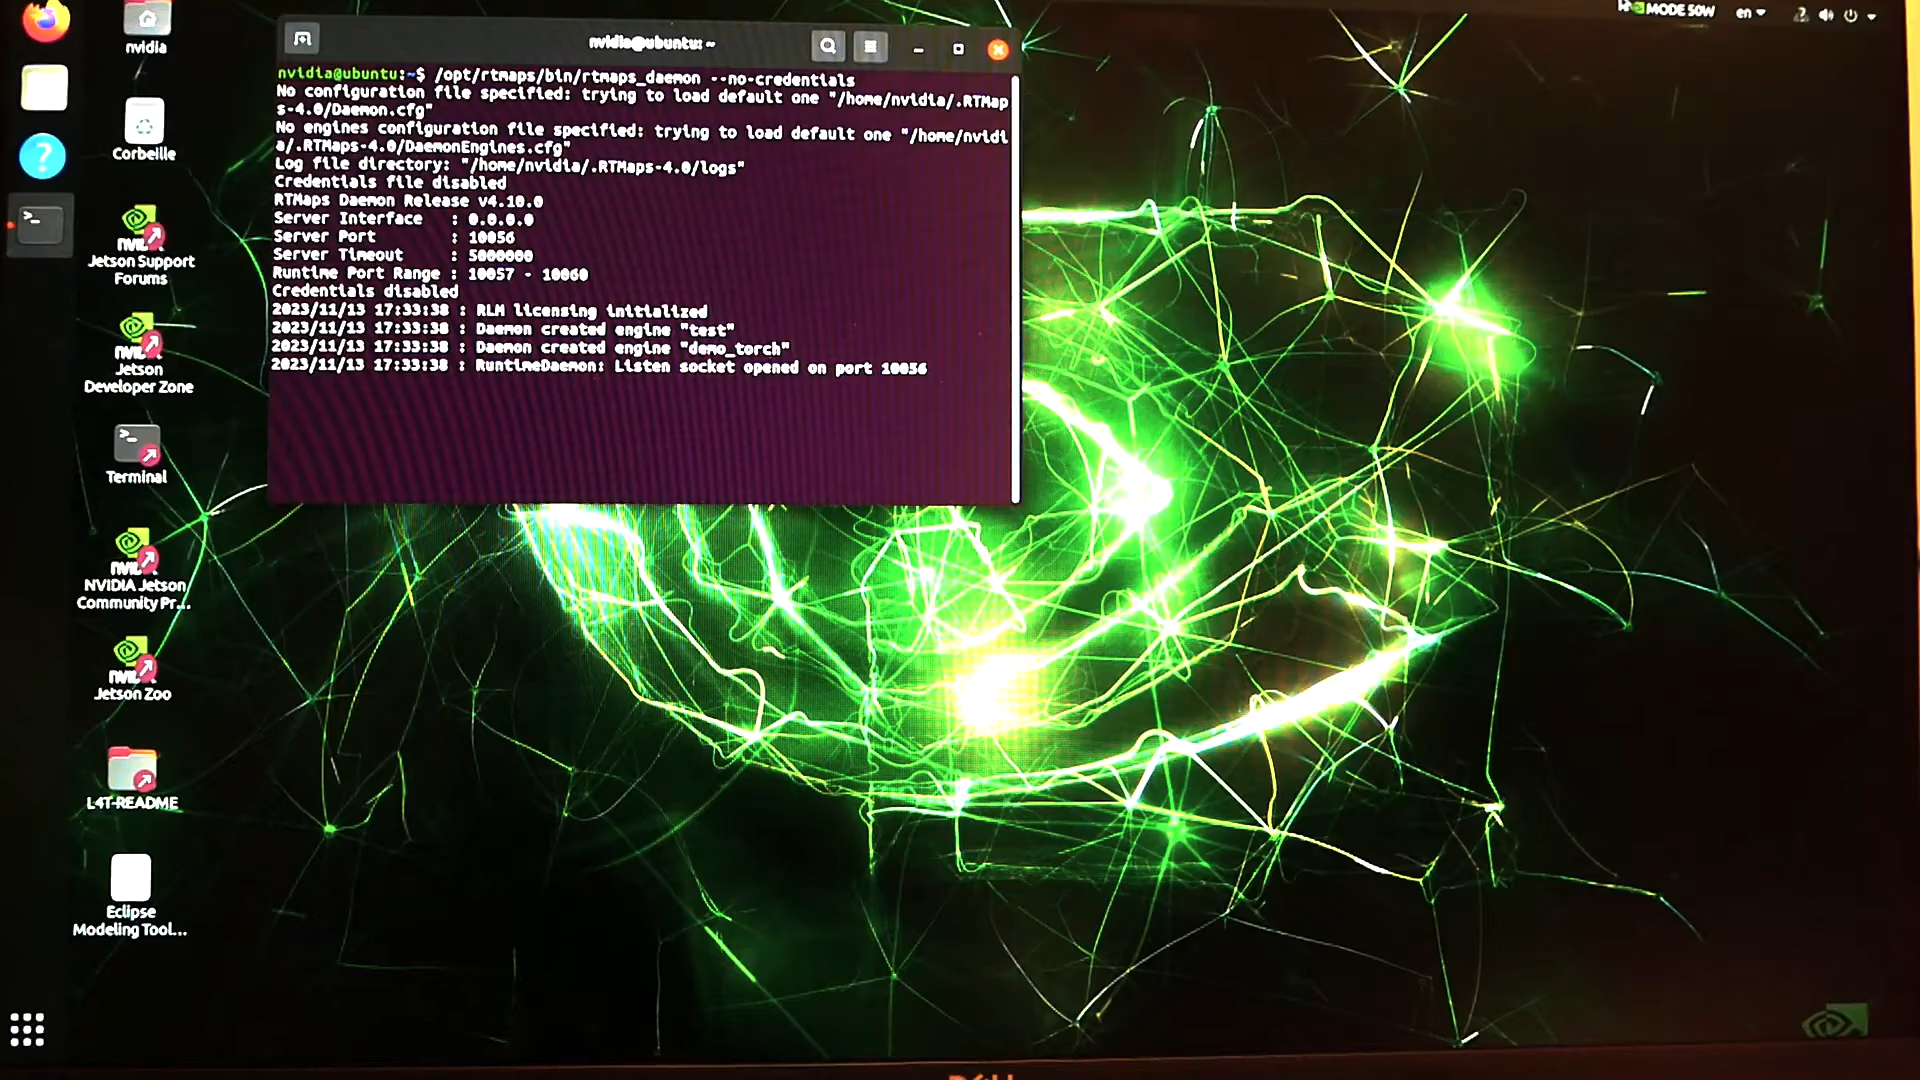 nvidia@ubuntu: ~
MODE 50W
en
nvidia@ubuntu:~$ /opt/rtmaps/bin/rtmaps_daemon --no-credentials
No configuration file specified: trying to load default one "/home/nvidia/.RTMap
s-4.0/Daemon.cfg"
No engines configuration file specified: trying to load default one "/home/nvidi
a/.RTMaps-4.0/DaemonEngines.cfg"
Log file directory: "/home/nvidia/.RTMaps-4.0/logs"
Credentials file disabled
RTMaps Daemon Release v4.10.0
Server Interface : 0.0.0.0
Server Port : 10056
Server Timeout : 5000000
Runtime Port Range : 10057 - 10060
Credentials disabled
2023/11/13 17:33:38 : RLM licensing initialized
2023/11/13 17:33:38 : Daemon created engine "test"
2023/11/13 17:33:38 : Daemon created engine "demo_torch"
2023/11/13 17:33:38 : RuntimeDaemon: Listen socket opened on port 10056
nvidia
Corbeille
Jetson Support
Forums
Jetson
Developer Zone
Terminal
NVIDIA Jetson
Community Pr...
Jetson Zoo
L4T-README
Eclipse
Modeling Tool...